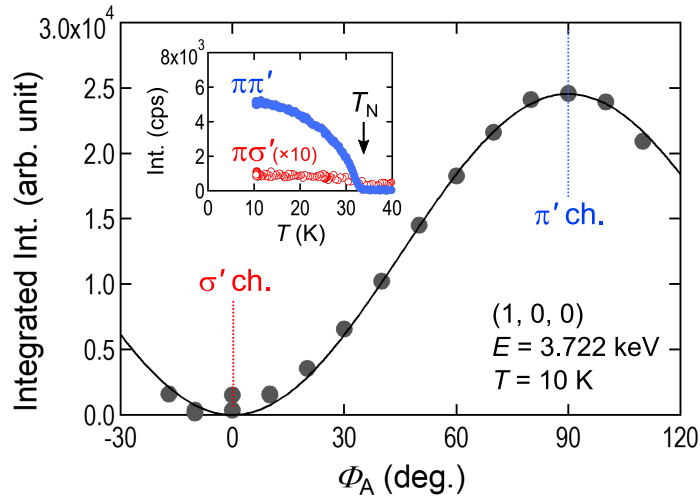 3.0x10⁴
2.5
2.0
1.5
1.0
0.5
0.0
Integrated Int. (arb. unit)
-30
0
30
60
90
120
Φ_A (deg.)
8x10³
6
4
2
0
Int. (cps)
0
10
20
30
40
T (K)
ππ′
T_N
πσ′(×10)
σ′ ch.
π′ ch.
(1, 0, 0)
E = 3.722 keV
T = 10 K